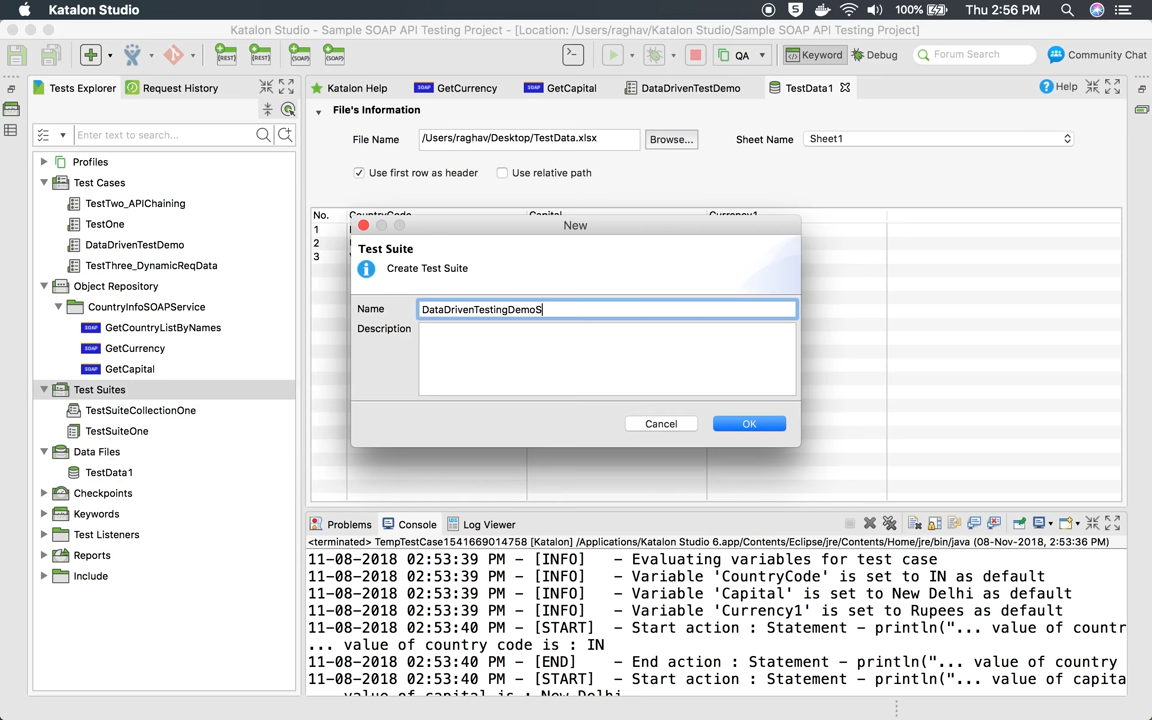 Katalon Studio
100%
Thu 2:56 PM
Katalon Studio - Sample SOAP API Testing Project - [Location: /Users/raghav/Katalon Studio/Sample SOAP API Testing Project]
QA
Keyword
Debug
Forum Search
Community Chat
Tests Explorer
Request History
Katalon Help
GetCurrency
GetCapital
DataDrivenTestDemo
TestData1
Help
Enter text to search...
File's Information
File Name
/Users/raghav/Desktop/TestData.xlsx
Browse...
Sheet Name
Sheet1
Use first row as header
Use relative path
Profiles
Test Cases
TestTwo_APIChaining
TestOne
DataDrivenTestDemo
TestThree_DynamicReqData
Object Repository
CountryInfoSOAPService
GetCountryListByNames
GetCurrency
GetCapital
Test Suites
TestSuiteCollectionOne
TestSuiteOne
Data Files
TestData1
Checkpoints
Keywords
Test Listeners
Reports
Include
No.
CountryCode
Capital
Currency1
1
2
3
New
Test Suite
Create Test Suite
Name
DataDrivenTestingDemoS
Description
Cancel
OK
Problems
Console
Log Viewer
<terminated> TempTestCase1541669014758 [Katalon] /Applications/Katalon Studio 6.app/Contents/Eclipse/jre/Contents/Home/jre/bin/java (08-Nov-2018, 2:53:36 PM)
11-08-2018 02:53:39 PM - [INFO]   - Evaluating variables for test case
11-08-2018 02:53:39 PM - [INFO]   - Variable 'CountryCode' is set to IN as default
11-08-2018 02:53:39 PM - [INFO]   - Variable 'Capital' is set to New Delhi as default
11-08-2018 02:53:39 PM - [INFO]   - Variable 'Currency1' is set to Rupees as default
11-08-2018 02:53:40 PM - [START]  - Start action : Statement - println("... value of countr
... value of country code is : IN
11-08-2018 02:53:40 PM - [END]    - End action : Statement - println("... value of country
11-08-2018 02:53:40 PM - [START]  - Start action : Statement - println("... value of capita
value of capital is : New Delhi